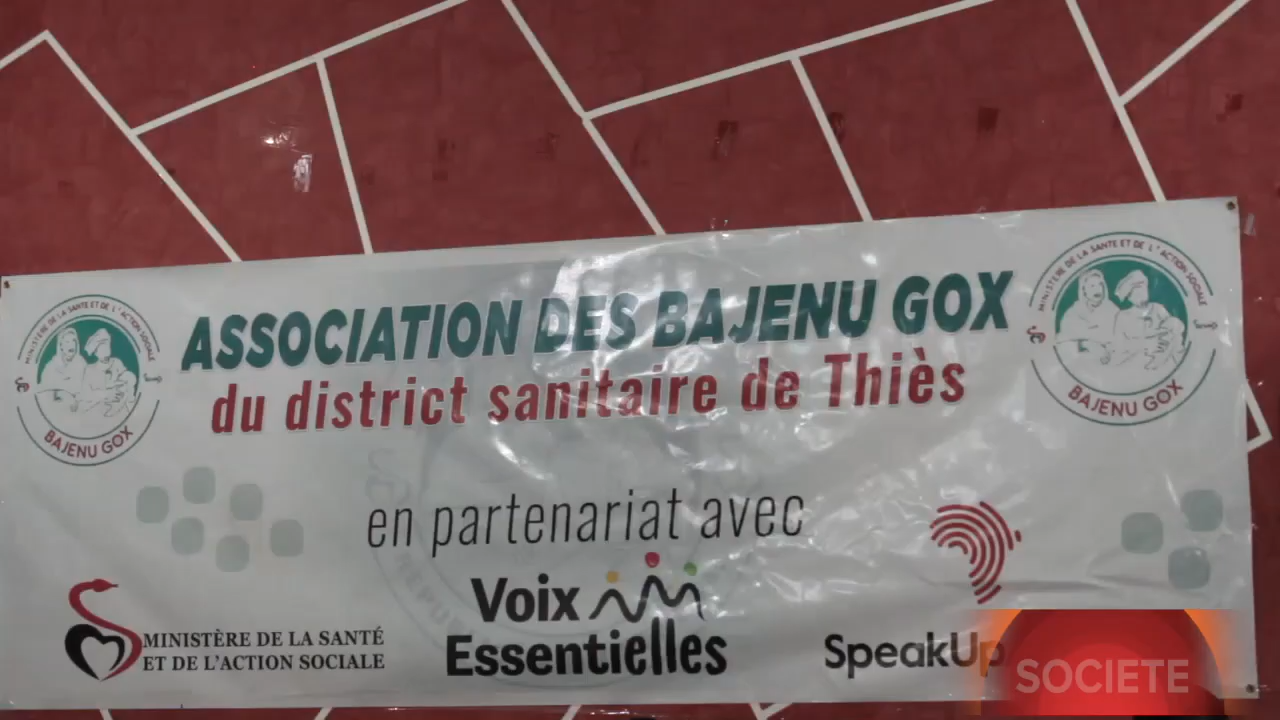 MINISTÈRE DE LA SANTE ET DE L'ACTION SOCIALE
BAJENU GOX
ASSOCIATION DES BAJENU GOX
du district sanitaire de Thiès
MINISTÈRE DE LA SANTE ET DE L'ACTION SOCIALE
BAJENU GOX
en partenariat avec
MINISTÈRE DE LA SANTÉ
ET DE L'ACTION SOCIALE
Voix
Essentielles
SpeakUp
SOCIETE